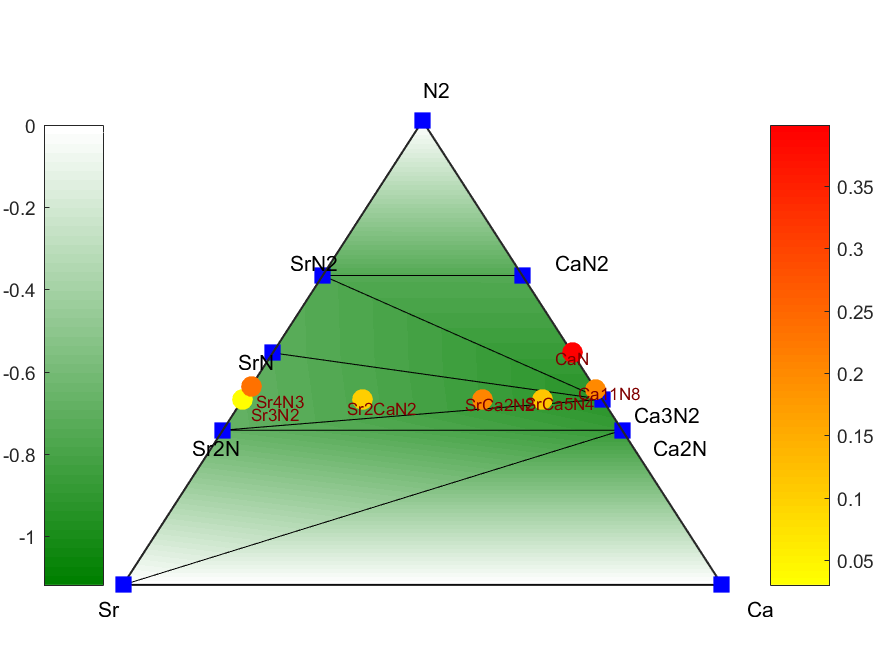 N2
0
-0.2
-0.4
-0.6
-0.8
-1
0.35
0.3
0.25
0.2
0.15
0.1
0.05
SrN2
CaN2
SrN
CaN
Sr4N3
Sr3N2
Sr2CaN2
SrCa2N2
SrCa5N4
Ca11N8
Ca3N2
Sr2N
Ca2N
Sr
Ca